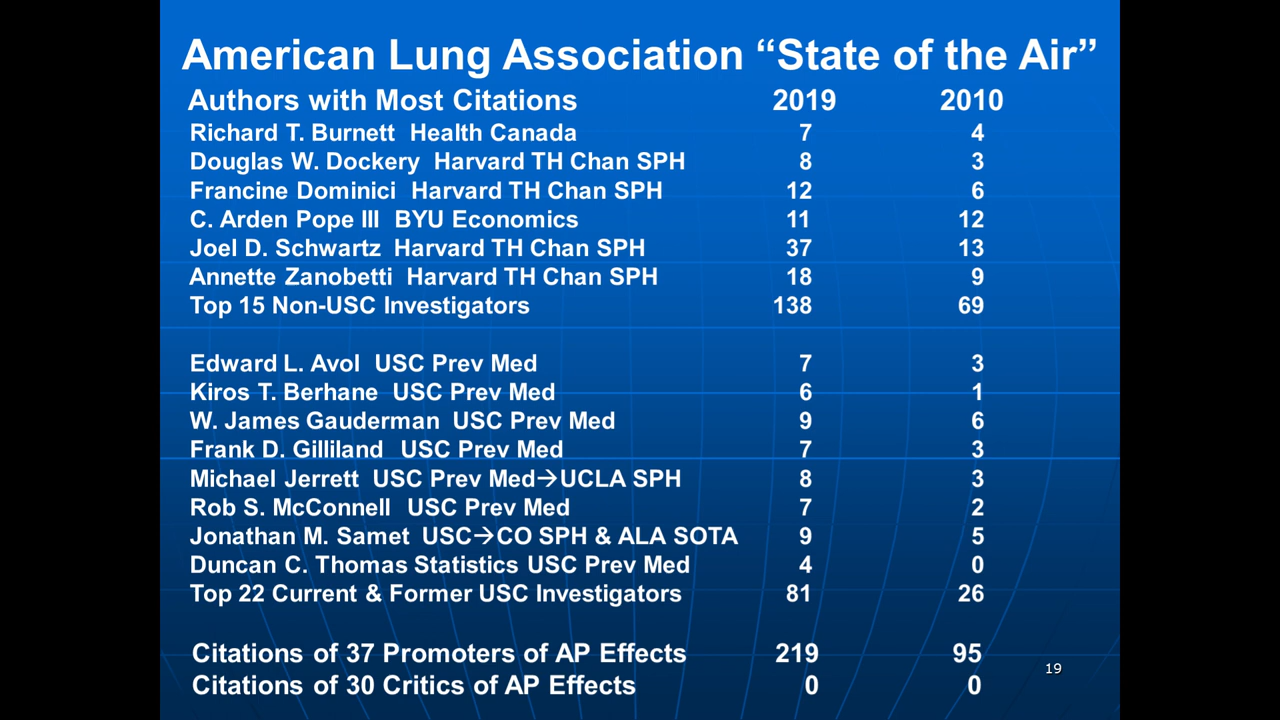 American Lung Association “State of the Air”
Authors with Most Citations 2019 2010
Richard T. Burnett Health Canada 7 4
Douglas W. Dockery Harvard TH Chan SPH 8 3
Francine Dominici Harvard TH Chan SPH 12 6
C. Arden Pope III BYU Economics 11 12
Joel D. Schwartz Harvard TH Chan SPH 37 13
Annette Zanobetti Harvard TH Chan SPH 18 9
Top 15 Non-USC Investigators 138 69
Edward L. Avol USC Prev Med 7 3
Kiros T. Berhane USC Prev Med 6 1
W. James Gauderman USC Prev Med 9 6
Frank D. Gilliland USC Prev Med 7 3
Michael Jerrett USC Prev Med→UCLA SPH 8 3
Rob S. McConnell USC Prev Med 7 2
Jonathan M. Samet USC→CO SPH & ALA SOTA 9 5
Duncan C. Thomas Statistics USC Prev Med 4 0
Top 22 Current & Former USC Investigators 81 26
Citations of 37 Promoters of AP Effects 219 95
Citations of 30 Critics of AP Effects 0 0
19